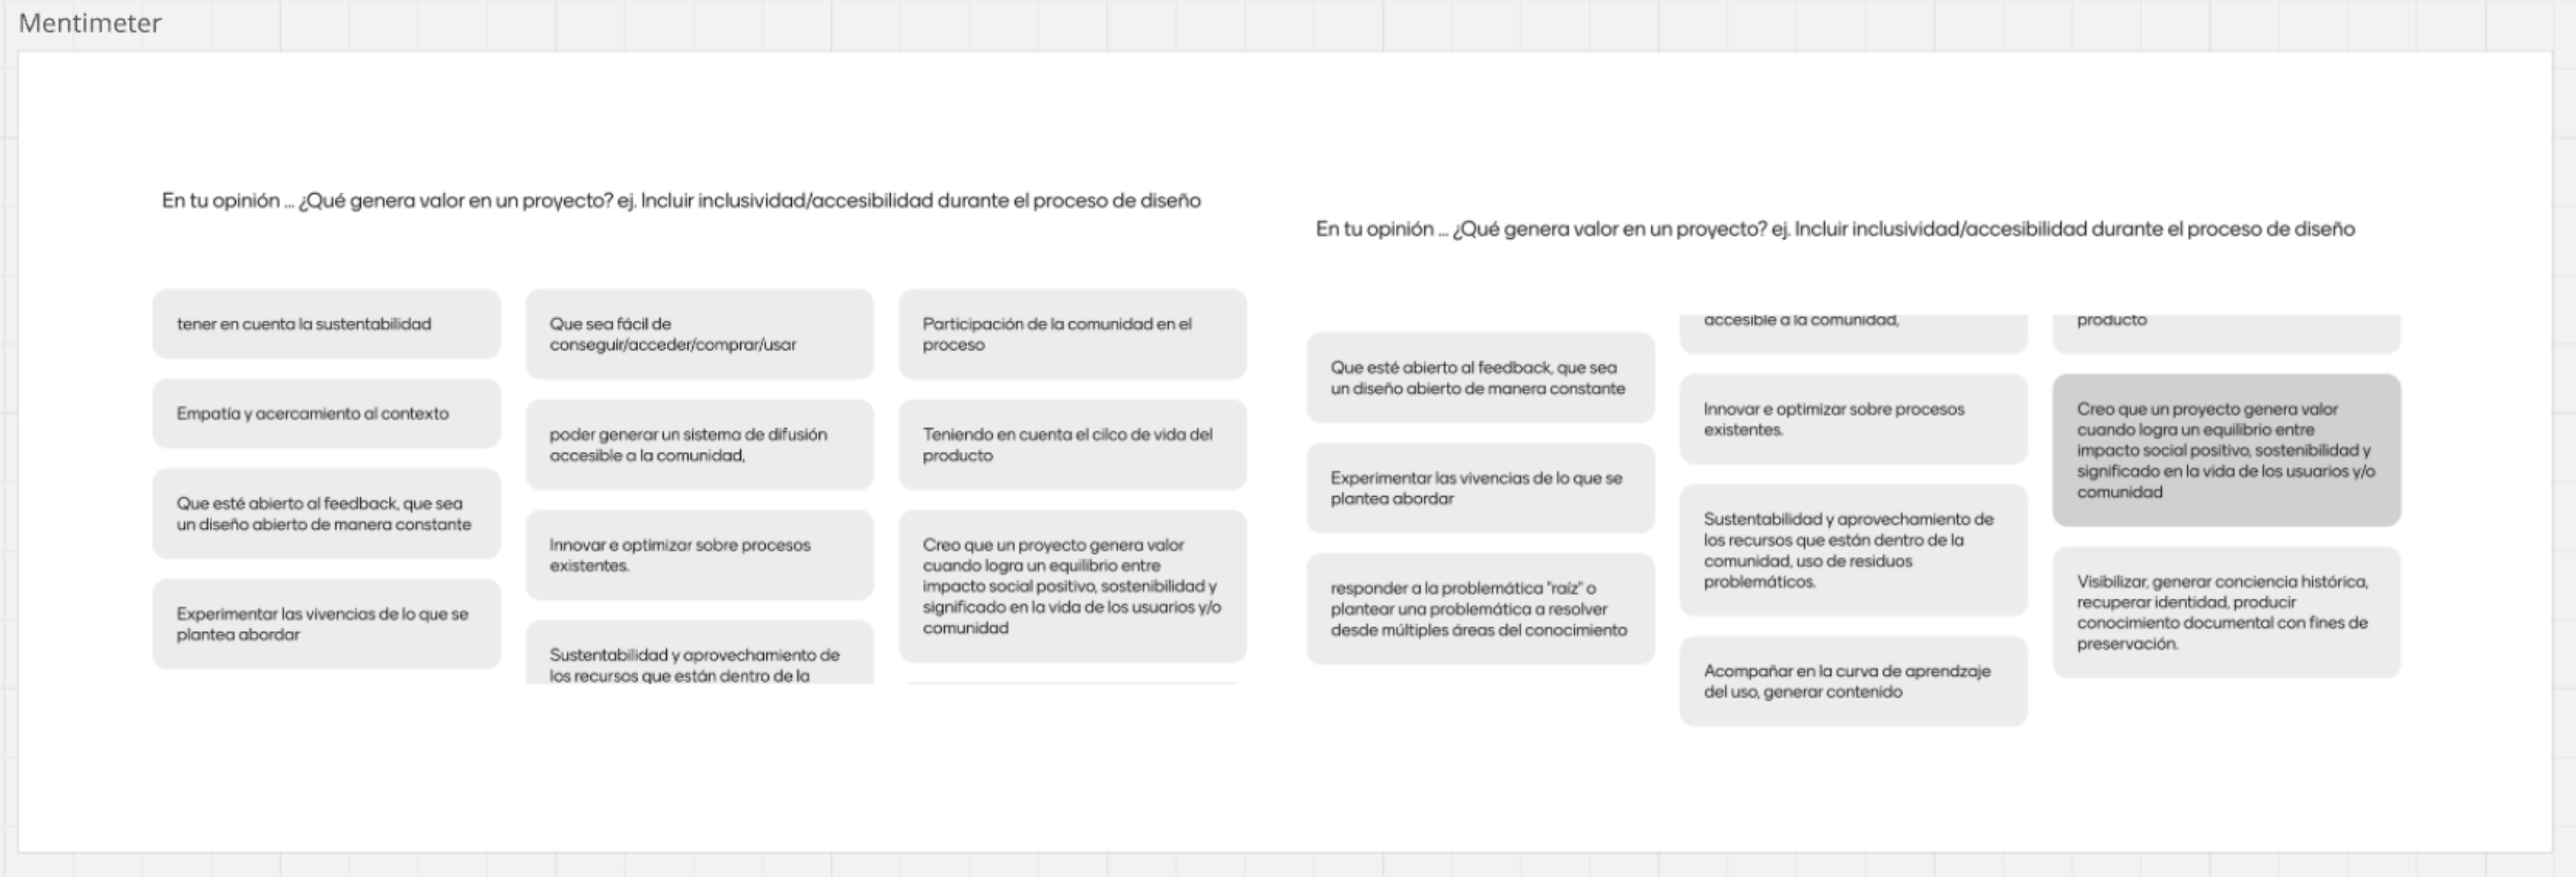 Mentimeter
En tu opinión ... ¿Qué genera valor en un proyecto? ej. Incluir inclusividad/accesibilidad durante el proceso de diseño
tener en cuenta la sustentabilidad
Empatía y acercamiento al contexto
Que esté abierto al feedback, que sea
un diseño abierto de manera constante
Experimentar las vivencias de lo que se
plantea abordar
Que sea fácil de
conseguir/acceder/comprar/usar
poder generar un sistema de difusión
accesible a la comunidad,
Innovar e optimizar sobre procesos
existentes.
Sustentabilidad y aprovechamiento de
los recursos que están dentro de la
Participación de la comunidad en el
proceso
Teniendo en cuenta el cilco de vida del
producto
Creo que un proyecto genera valor
cuando logra un equilibrio entre
impacto social positivo, sostenibilidad y
significado en la vida de los usuarios y/o
comunidad
En tu opinión ... ¿Qué genera valor en un proyecto? ej. Incluir inclusividad/accesibilidad durante el proceso de diseño
Que esté abierto al feedback, que sea
un diseño abierto de manera constante
Experimentar las vivencias de lo que se
plantea abordar
responder a la problemática "raíz" o
plantear una problemática a resolver
desde múltiples áreas del conocimiento
accesible a la comunidad,
Innovar e optimizar sobre procesos
existentes.
Sustentabilidad y aprovechamiento de
los recursos que están dentro de la
comunidad, uso de residuos
problemáticos.
Acompañar en la curva de aprendzaje
del uso, generar contenido
producto
Creo que un proyecto genera valor
cuando logra un equilibrio entre
impacto social positivo, sostenibilidad y
significado en la vida de los usuarios y/o
comunidad
Visibilizar, generar conciencia histórica,
recuperar identidad, producir
conocimiento documental con fines de
preservación.